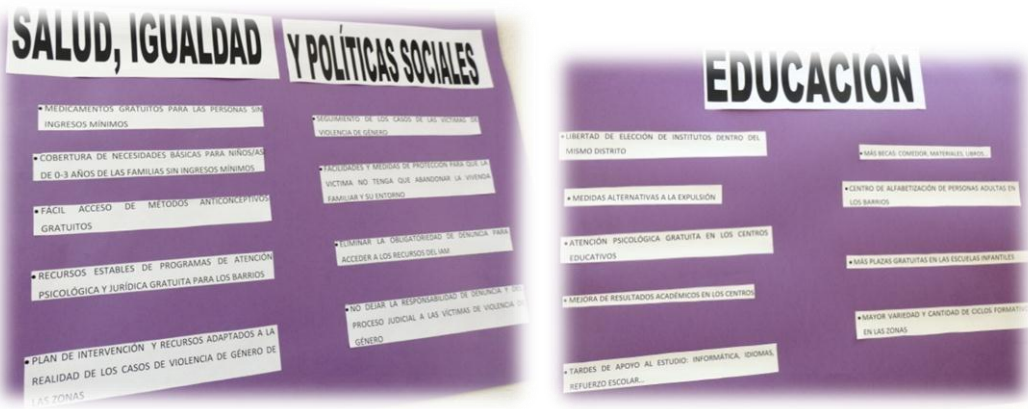 SALUD, IGUALDAD
Y POLÍTICAS SOCIALES
• MEDICAMENTOS GRATUITOS PARA LAS PERSONAS SIN
INGRESOS MÍNIMOS
• COBERTURA DE NECESIDADES BÁSICAS PARA NIÑOS/AS
DE 0-3 AÑOS DE LAS FAMILIAS SIN INGRESOS MÍNIMOS
• FÁCIL ACCESO DE MÉTODOS ANTICONCEPTIVOS
GRATUITOS
• RECURSOS ESTABLES DE PROGRAMAS DE ATENCIÓN
PSICOLÓGICA Y JURÍDICA GRATUITA PARA LOS BARRIOS
• PLAN DE INTERVENCIÓN Y RECURSOS ADAPTADOS A LA
REALIDAD DE LOS CASOS DE VIOLENCIA DE GÉNERO DE
LAS ZONAS
• SEGUIMIENTO DE LOS CASOS DE LAS VÍCTIMAS DE
VIOLENCIA DE GÉNERO
• FACILIDADES Y MEDIDAS DE PROTECCIÓN PARA QUE LA
VICTIMA NO TENGA QUE ABANDONAR LA VIVIENDA
FAMILIAR Y SU ENTORNO
• ELIMINAR LA OBLIGATORIEDAD DE DENUNCIA PARA
ACCEDER A LOS RECURSOS DEL IAM
• NO DEJAR LA RESPONSABILIDAD DE DENUNCIA Y DEL
PROCESO JUDICIAL A LAS VÍCTIMAS DE VIOLENCIA DE
GÉNERO
EDUCACIÓN
• LIBERTAD DE ELECCIÓN DE INSTITUTOS DENTRO DEL
MISMO DISTRITO
• MEDIDAS ALTERNATIVAS A LA EXPULSIÓN
• ATENCIÓN PSICOLÓGICA GRATUITA EN LOS CENTROS
EDUCATIVOS
• MEJORA DE RESULTADOS ACADÉMICOS EN LOS CENTROS
• TARDES DE APOYO AL ESTUDIO: INFORMÁTICA, IDIOMAS,
REFUERZO ESCOLAR...
• MÁS BECAS: COMEDOR, MATERIALES, LIBROS...
• CENTRO DE ALFABETIZACIÓN DE PERSONAS ADULTAS EN
LOS BARRIOS
• MÁS PLAZAS GRATUITAS EN LAS ESCUELAS INFANTILES
• MAYOR VARIEDAD Y CANTIDAD DE CICLOS FORMATIV
EN LAS ZONAS